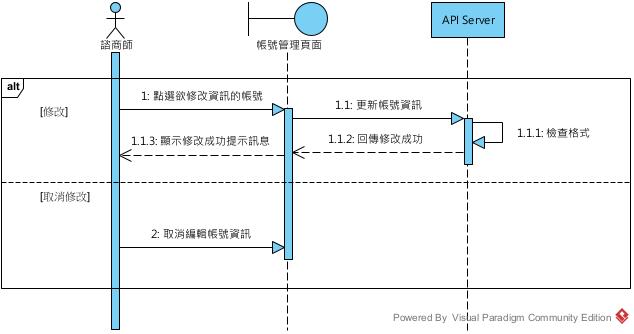 諮商師
帳號管理頁面
API Server
alt
[修改]
1: 點選欲修改資訊的帳號
1.1: 更新帳號資訊
1.1.1: 檢查格式
1.1.2: 回傳修改成功
1.1.3: 顯示修改成功提示訊息
[取消修改]
2: 取消編輯帳號資訊
Powered By Visual Paradigm Community Edition